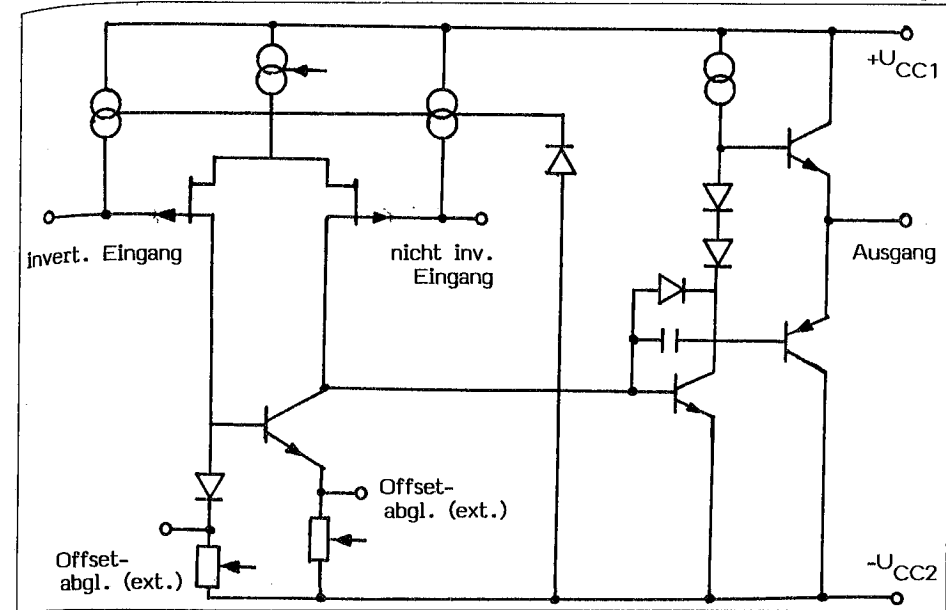 +U CC1
invert. Eingang
nicht inv.
Eingang
Ausgang
Offset-
abgl. (ext.)
Offset-
abgl. (ext.)
-U CC2